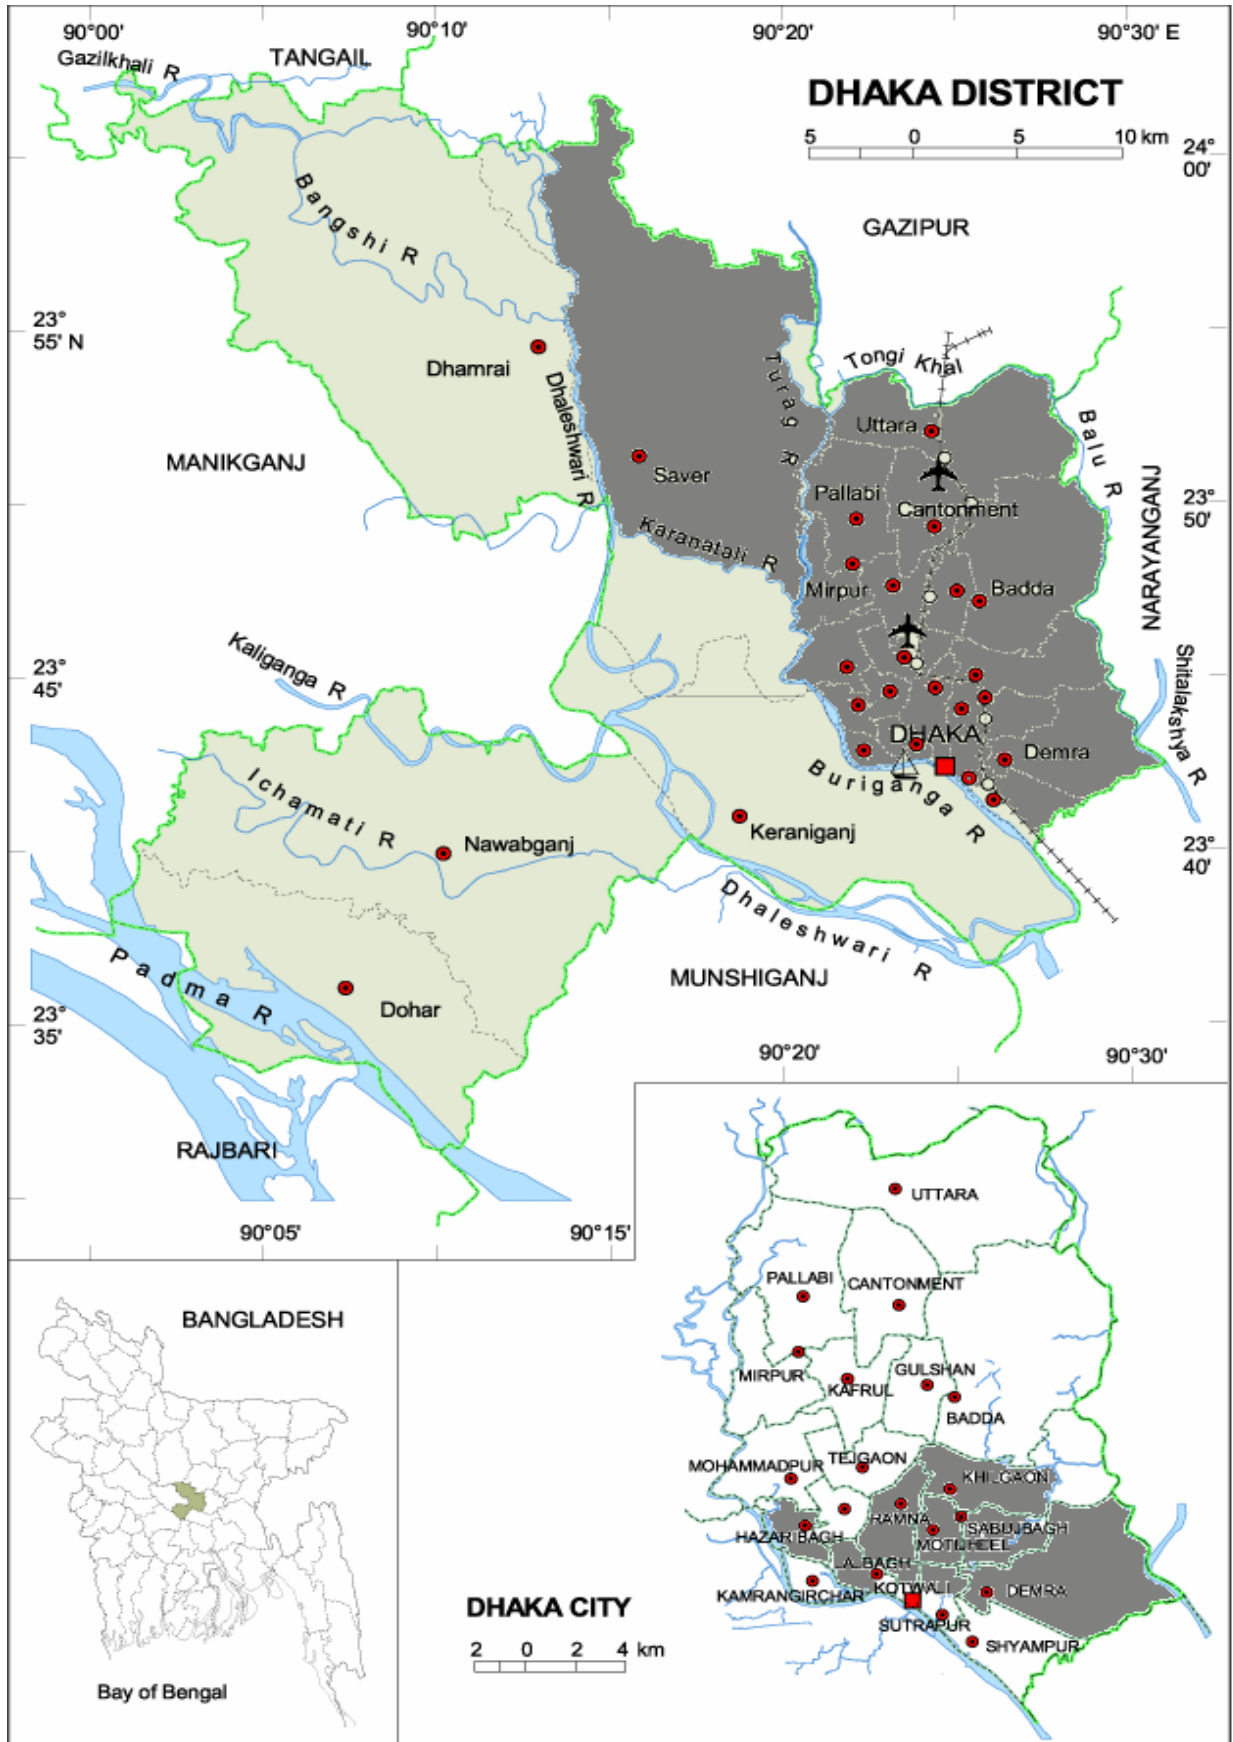 90°00'
90°10'
90°20'
90°30' E
Gazilkhali R
TANGAIL
DHAKA DISTRICT
5 0 5 10 km
24°
00'
Bangshi R
GAZIPUR
23°
55' N
Dhamrai
Dhaleshwari R
Turag R
Tongi Khal
Uttara
Balu R
MANIKGANJ
Saver
Pallabi
Cantonment
NARAYANGANJ
23°
50'
Karanatali R
Mirpur
Badda
Kaliganga R
23°
45'
Shitalakshya R
DHAKA
Demra
Buriganga R
Ichamati R
Nawabganj
Keraniganj
23°
40'
Dhaleshwari R
Padma R
MUNSHIGANJ
Dohar
23°
35'
90°20'
90°30'
RAJBARI
90°05'
90°15'
UTTARA
PALLABI
CANTONMENT
BANGLADESH
MIRPUR
KAFRUL
GULSHAN
BADDA
MOHAMMADPUR
TEJGAON
KHILGAON
HAZARIBAGH
RAMNA
SABUJBAGH
MOTIJHEEL
LALBAGH
KAMRANGIRCHAR
KOTWALI
DEMRA
DHAKA CITY
SUTRAPUR
SHYAMPUR
2 0 2 4 km
Bay of Bengal